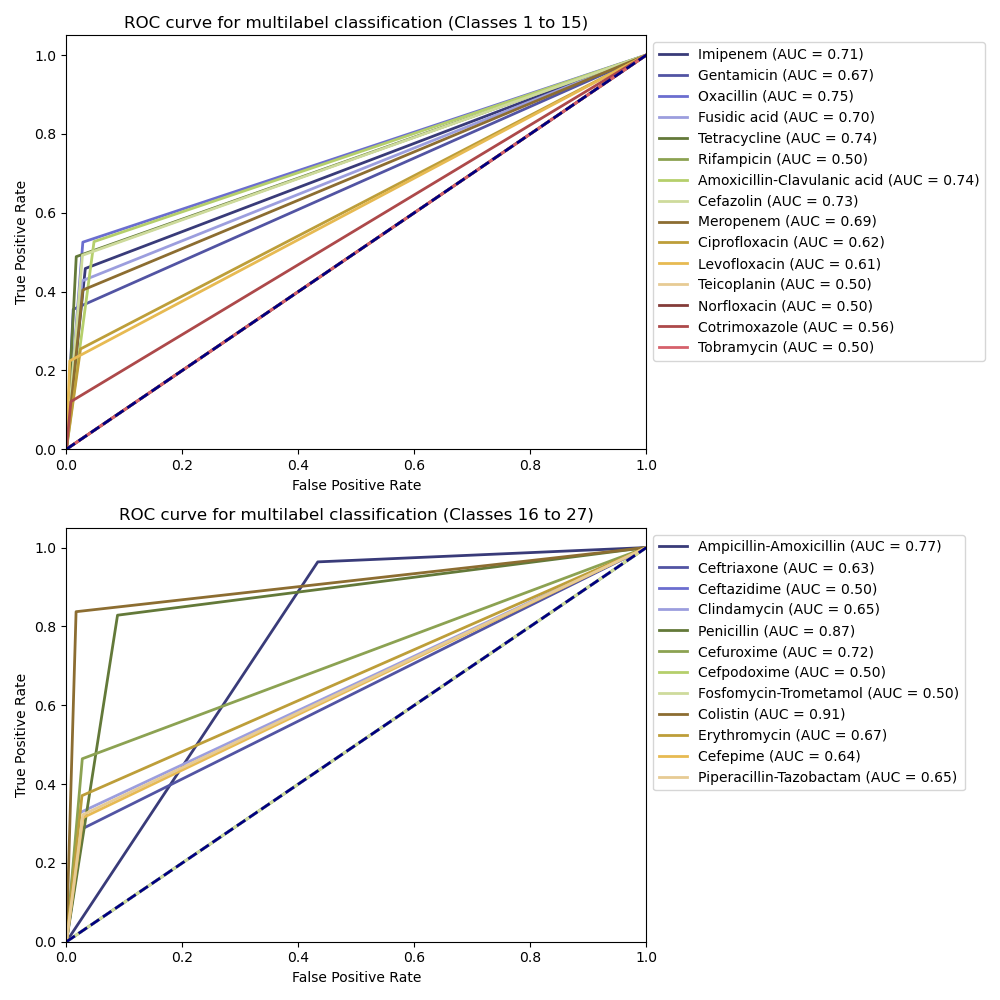 ROC curve for multilabel classification (Classes 1 to 15)
True Positive Rate
1.0
0.8
0.6
0.4
0.2
0.0
0.0 0.2 0.4 0.6 0.8 1.0
False Positive Rate
Imipenem (AUC = 0.71)
Gentamicin (AUC = 0.67)
Oxacillin (AUC = 0.75)
Fusidic acid (AUC = 0.70)
Tetracycline (AUC = 0.74)
Rifampicin (AUC = 0.50)
Amoxicillin-Clavulanic acid (AUC = 0.74)
Cefazolin (AUC = 0.73)
Meropenem (AUC = 0.69)
Ciprofloxacin (AUC = 0.62)
Levofloxacin (AUC = 0.61)
Teicoplanin (AUC = 0.50)
Norfloxacin (AUC = 0.50)
Cotrimoxazole (AUC = 0.56)
Tobramycin (AUC = 0.50)
ROC curve for multilabel classification (Classes 16 to 27)
True Positive Rate
1.0
0.8
0.6
0.4
0.2
0.0
0.0 0.2 0.4 0.6 0.8 1.0
False Positive Rate
Ampicillin-Amoxicillin (AUC = 0.77)
Ceftriaxone (AUC = 0.63)
Ceftazidime (AUC = 0.50)
Clindamycin (AUC = 0.65)
Penicillin (AUC = 0.87)
Cefuroxime (AUC = 0.72)
Cefpodoxime (AUC = 0.50)
Fosfomycin-Trometamol (AUC = 0.50)
Colistin (AUC = 0.91)
Erythromycin (AUC = 0.67)
Cefepime (AUC = 0.64)
Piperacillin-Tazobactam (AUC = 0.65)